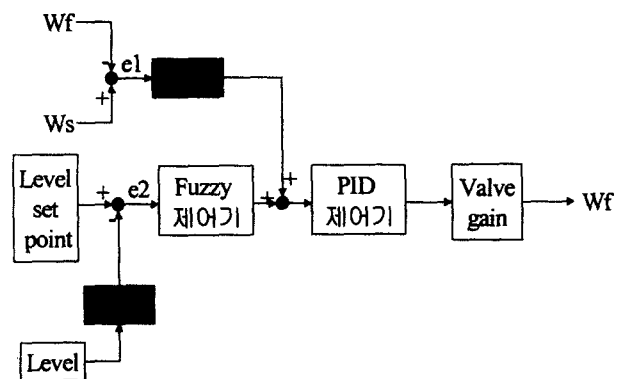 Wf
-
e1
+
Ws
Level
set
point
+
e2
-
Fuzzy
제어기
+
+
PID
제어기
Valve
gain
Wf
Level